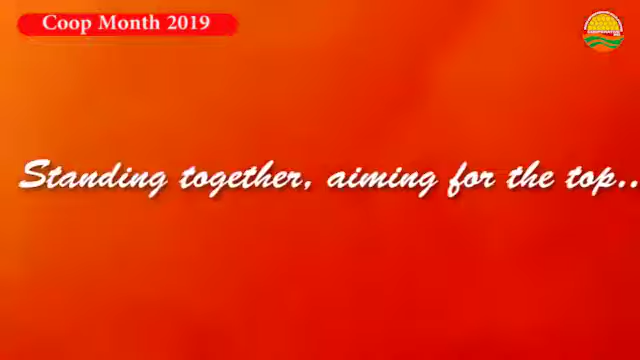 Coop Month 2019
Standing together, aiming for the top..